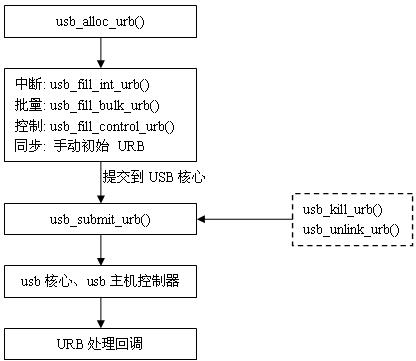 usb_alloc_urb()
中断: usb_fill_int_urb()
批量: usb_fill_bulk_urb()
控制: usb_fill_control_urb()
同步: 手动初始 URB
提交到 USB 核心
usb_submit_urb()
usb_kill_urb()
usb_unlink_urb()
usb 核心、usb 主机控制器
URB 处理回调